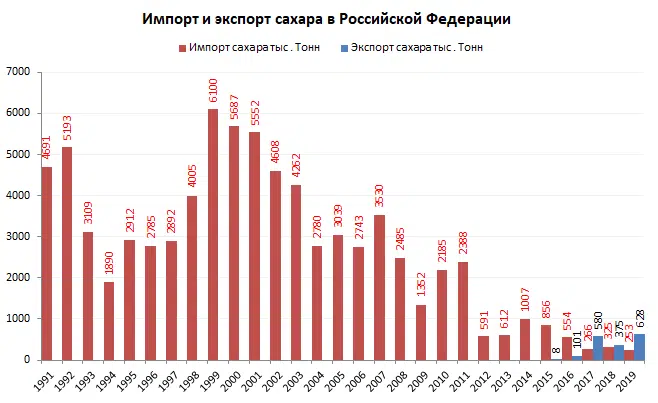 Импорт и экспорт сахара в Российской Федерации
Импорт сахара тыс . Тонн Экспорт сахара тыс . Тонн
7000
6000
5000
4000
3000
2000
1000
0
4691 5193 3109 1890 2912 2785 2892 4005 6100 5687 5552 4608 4262 2780 3039 2743 3530 2485 1352 2185 2388 591 612 1007 856 8 554 101 266 580 325 375 253 628
1991 1992 1993 1994 1995 1996 1997 1998 1999 2000 2001 2002 2003 2004 2005 2006 2007 2008 2009 2010 2011 2012 2013 2014 2015 2016 2017 2018 2019